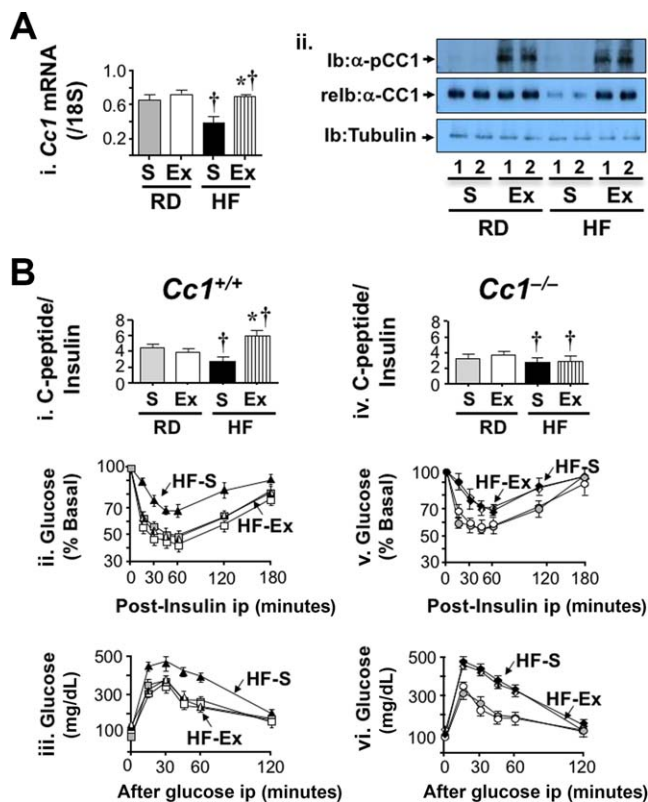 A
i. Cc1 mRNA
(/18S)
0.9
0.6
0.2
†
*†
S Ex S Ex
RD HF
ii.
Ib:α-pCC1
reIb:α-CC1
Ib:Tubulin
1 2 1 2 1 2 1 2
S Ex S Ex
RD HF
B
Cc1+/+
i. C-peptide/
Insulin
8
6
4
2
0
†
*†
S Ex S Ex
RD HF
Cc1–/–
iv. C-peptide/
Insulin
8
6
4
2
0
†
†
S Ex S Ex
RD HF
ii. Glucose
(% Basal)
100
70
50
30
HF-S
HF-Ex
0 30 60 120 180
Post-Insulin ip (minutes)
v. Glucose
(% Basal)
100
70
50
30
HF-Ex
HF-S
0 30 60 120 180
Post-Insulin ip (minutes)
iii. Glucose
(mg/dL)
500
300
100
HF-S
HF-Ex
0 30 60 120
After glucose ip (minutes)
vi. Glucose
(mg/dL)
500
300
100
HF-S
HF-Ex
0 30 60 120
After glucose ip (minutes)